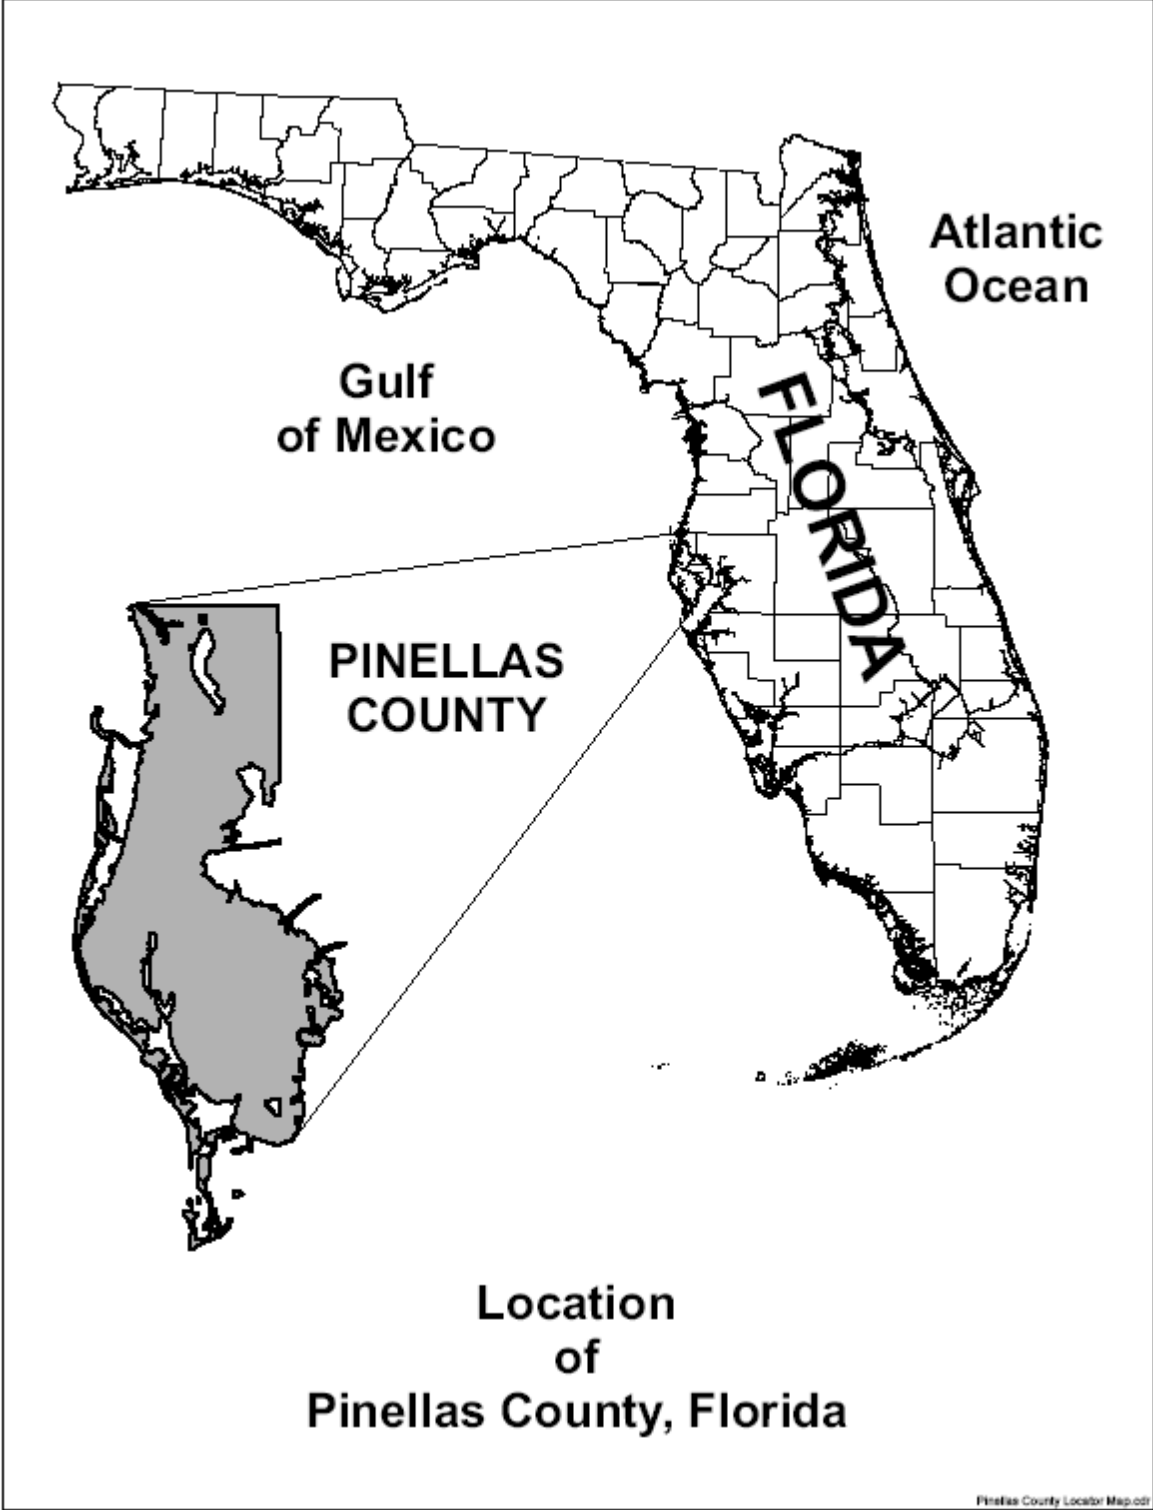 Atlantic
Ocean
Gulf
of Mexico
FLORIDA
PINELLAS
COUNTY
Location
of
Pinellas County, Florida
Pinellas County Locator Map.cdr